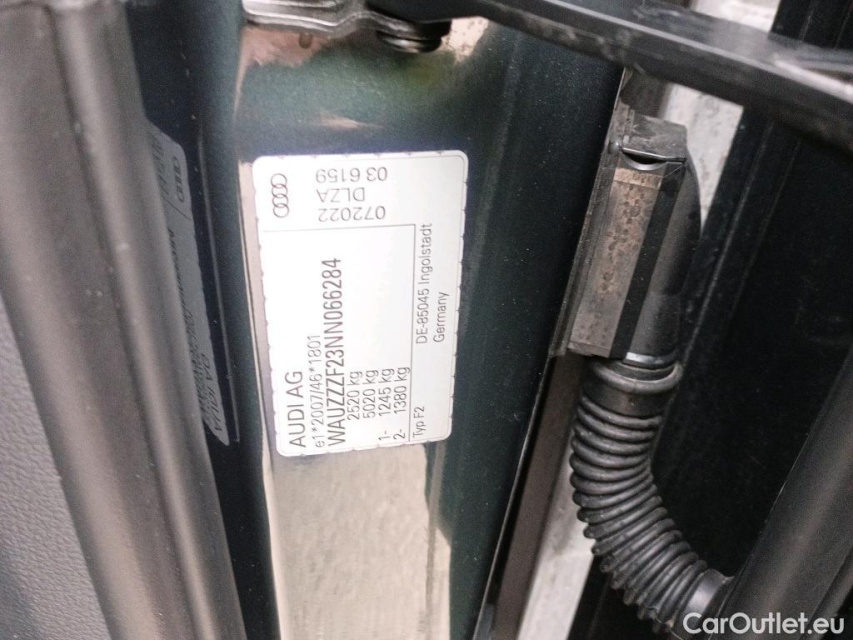 AUDI AG
e1*2007/46*1801
WAUZZZF23NN066284
2520 kg
5020 kg
1- 1245 kg
2- 1380 kg
Typ F2
DE-85045 Ingolstadt
Germany
072022
DLZA
03 6159
CarOutlet.eu